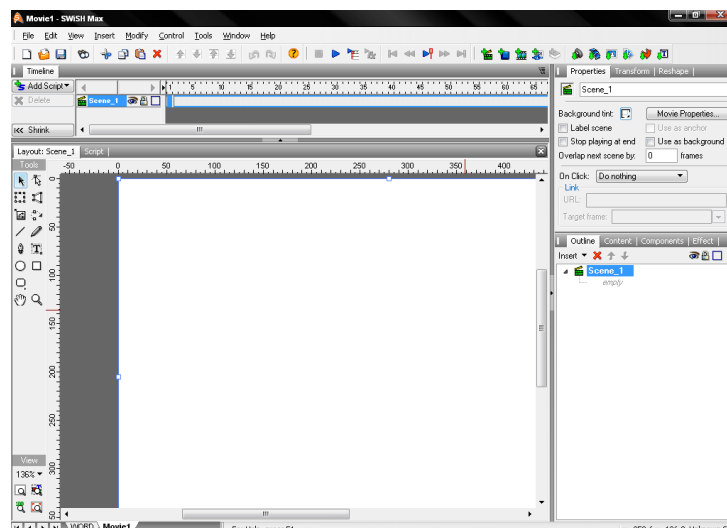 Movie1 - SWiSH Max
File Edit View Insert Modify Control Tools Window Help
Timeline
Add Script
Delete
Shrink
Scene_1
1 5 10 15 20 25 30 35 40 45 50 55 60 65
Layout: Scene_1 Script
Tools
-50 0 50 100 150 200 250 300 350 400
0
50
100
150
200
250
300
View
136%
WORD Movie1
Properties Transform Reshape
Scene_1
Background tint: Movie Properties...
Label scene Use as anchor
Stop playing at end Use as background
Overlap next scene by: 0 frames
On Click: Do nothing
Link
URL:
Target frame:
Outline Content Components Effect
Insert
Scene_1
empty